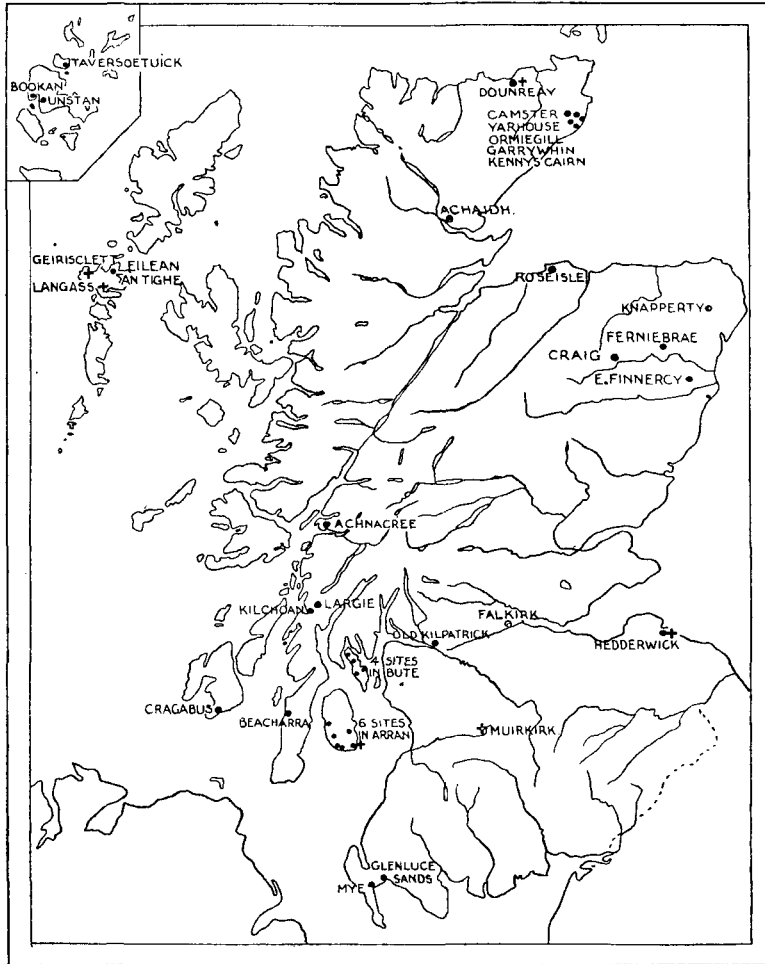 TAVERSOETUICK
BOOKAN
UNSTAN
DOUNREAY
CAMSTER
YARHOUSE
ORMIEGILL
GARRYWHIN
KENNY'S CAIRN
ACHAIDH.
GEIRISCLETT
EILEAN
AN TIGHE
LANGASS
ROSEISLE
KNAPPERTY
FERNIEBRAE
CRAIG
E. FINNERCY
ACHNACREE
LARGIE
KILCHOAN
FALKIRK
OLD KILPATRICK
HEDDERWICK
4 SITES
IN BUTE
CRAGABUS
BEACHARRA
6 SITES
IN ARRAN
MUIRKIRK
GLENLUCE
SANDS
MYE